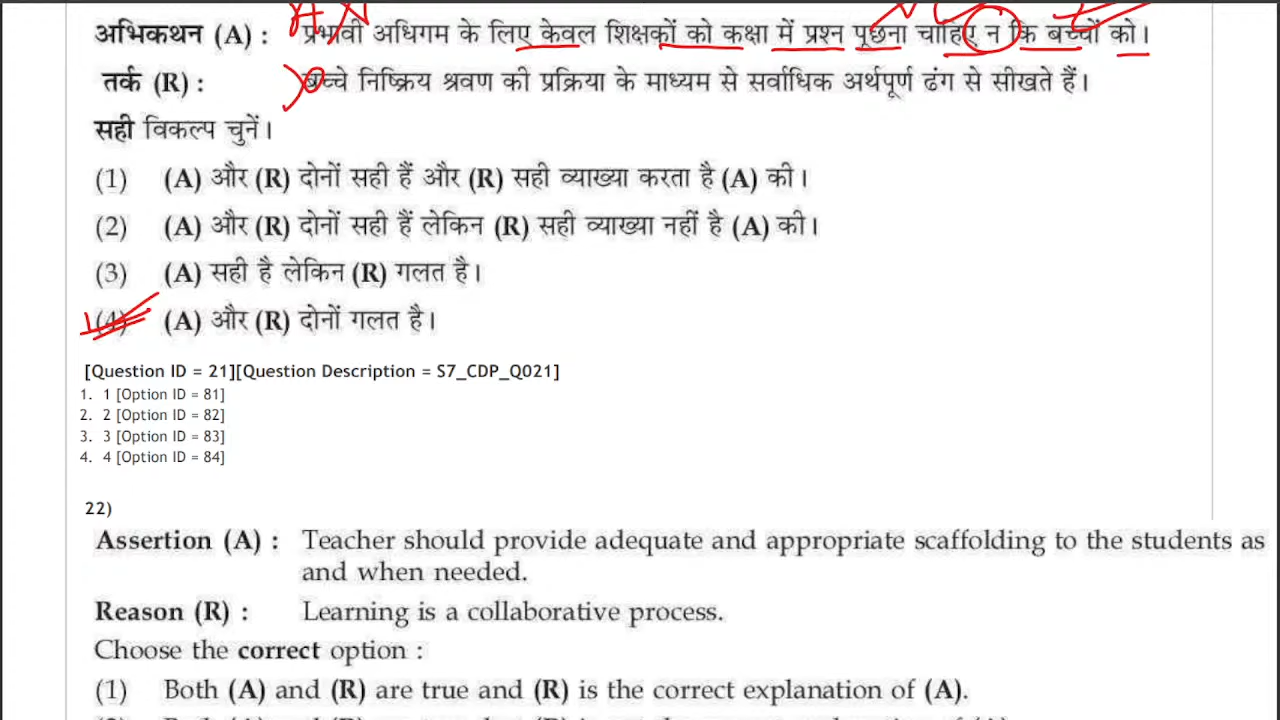 अभिकथन (A) : प्रभावी अधिगम के लिए केवल शिक्षकों को कक्षा में प्रश्न पूछना चाहिए न कि बच्चों को।
तर्क (R) : बच्चे निष्क्रिय श्रवण की प्रक्रिया के माध्यम से सर्वाधिक अर्थपूर्ण ढंग से सीखते हैं।
सही विकल्प चुनें।
(1) (A) और (R) दोनों सही हैं और (R) सही व्याख्या करता है (A) की।
(2) (A) और (R) दोनों सही हैं लेकिन (R) सही व्याख्या नहीं है (A) की।
(3) (A) सही है लेकिन (R) गलत है।
(4) (A) और (R) दोनों गलत है।
[Question ID = 21][Question Description = S7_CDP_Q021]
1. 1 [Option ID = 81]
2. 2 [Option ID = 82]
3. 3 [Option ID = 83]
4. 4 [Option ID = 84]
22)
Assertion (A) : Teacher should provide adequate and appropriate scaffolding to the students as
and when needed.
Reason (R) : Learning is a collaborative process.
Choose the correct option :
(1) Both (A) and (R) are true and (R) is the correct explanation of (A).